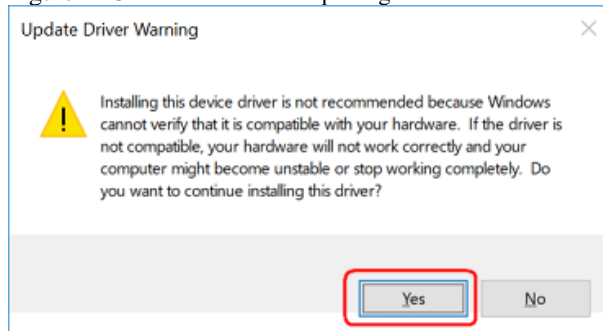 Update Driver Warning
Installing this device driver is not recommended because Windows
cannot verify that it is compatible with your hardware.  If the driver is
not compatible, your hardware will not work correctly and your
computer might become unstable or stop working completely.  Do
you want to continue installing this driver?
Yes
No